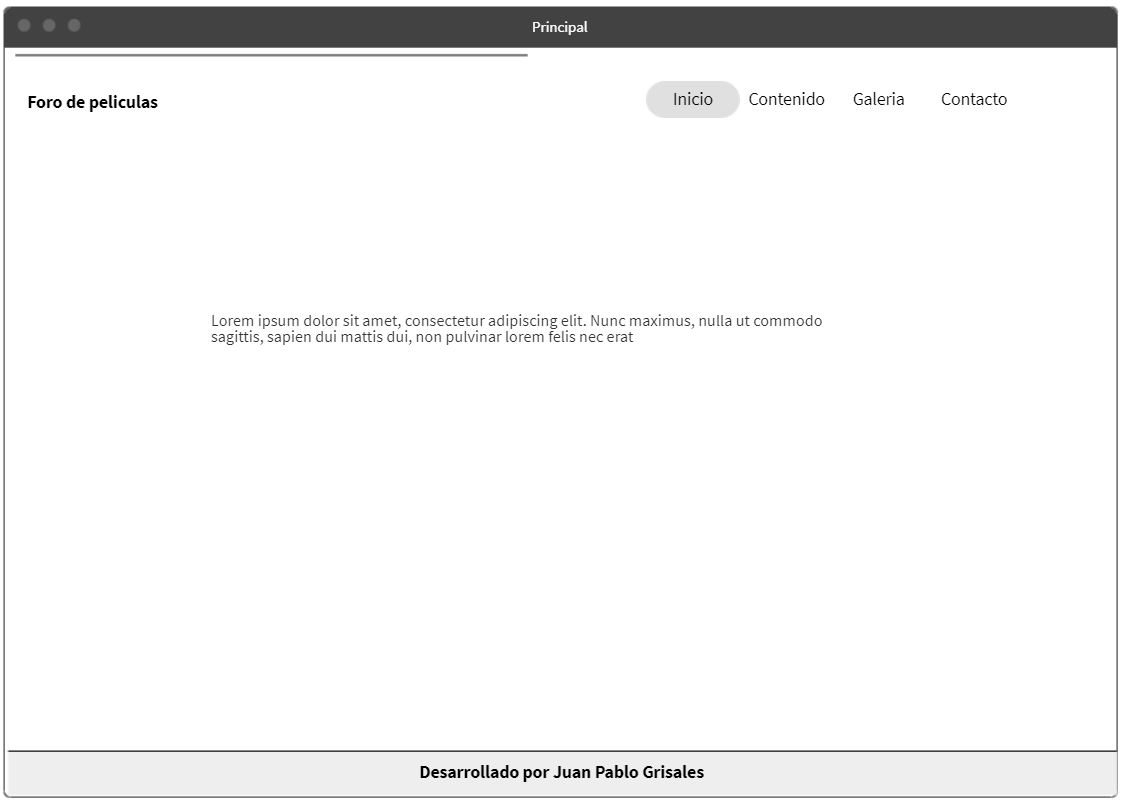 Principal
Foro de peliculas
Inicio
Contenido
Galeria
Contacto
Lorem ipsum dolor sit amet, consectetur adipiscing elit. Nunc maximus, nulla ut commodo
sagittis, sapien dui mattis dui, non pulvinar lorem felis nec erat
Desarrollado por Juan Pablo Grisales